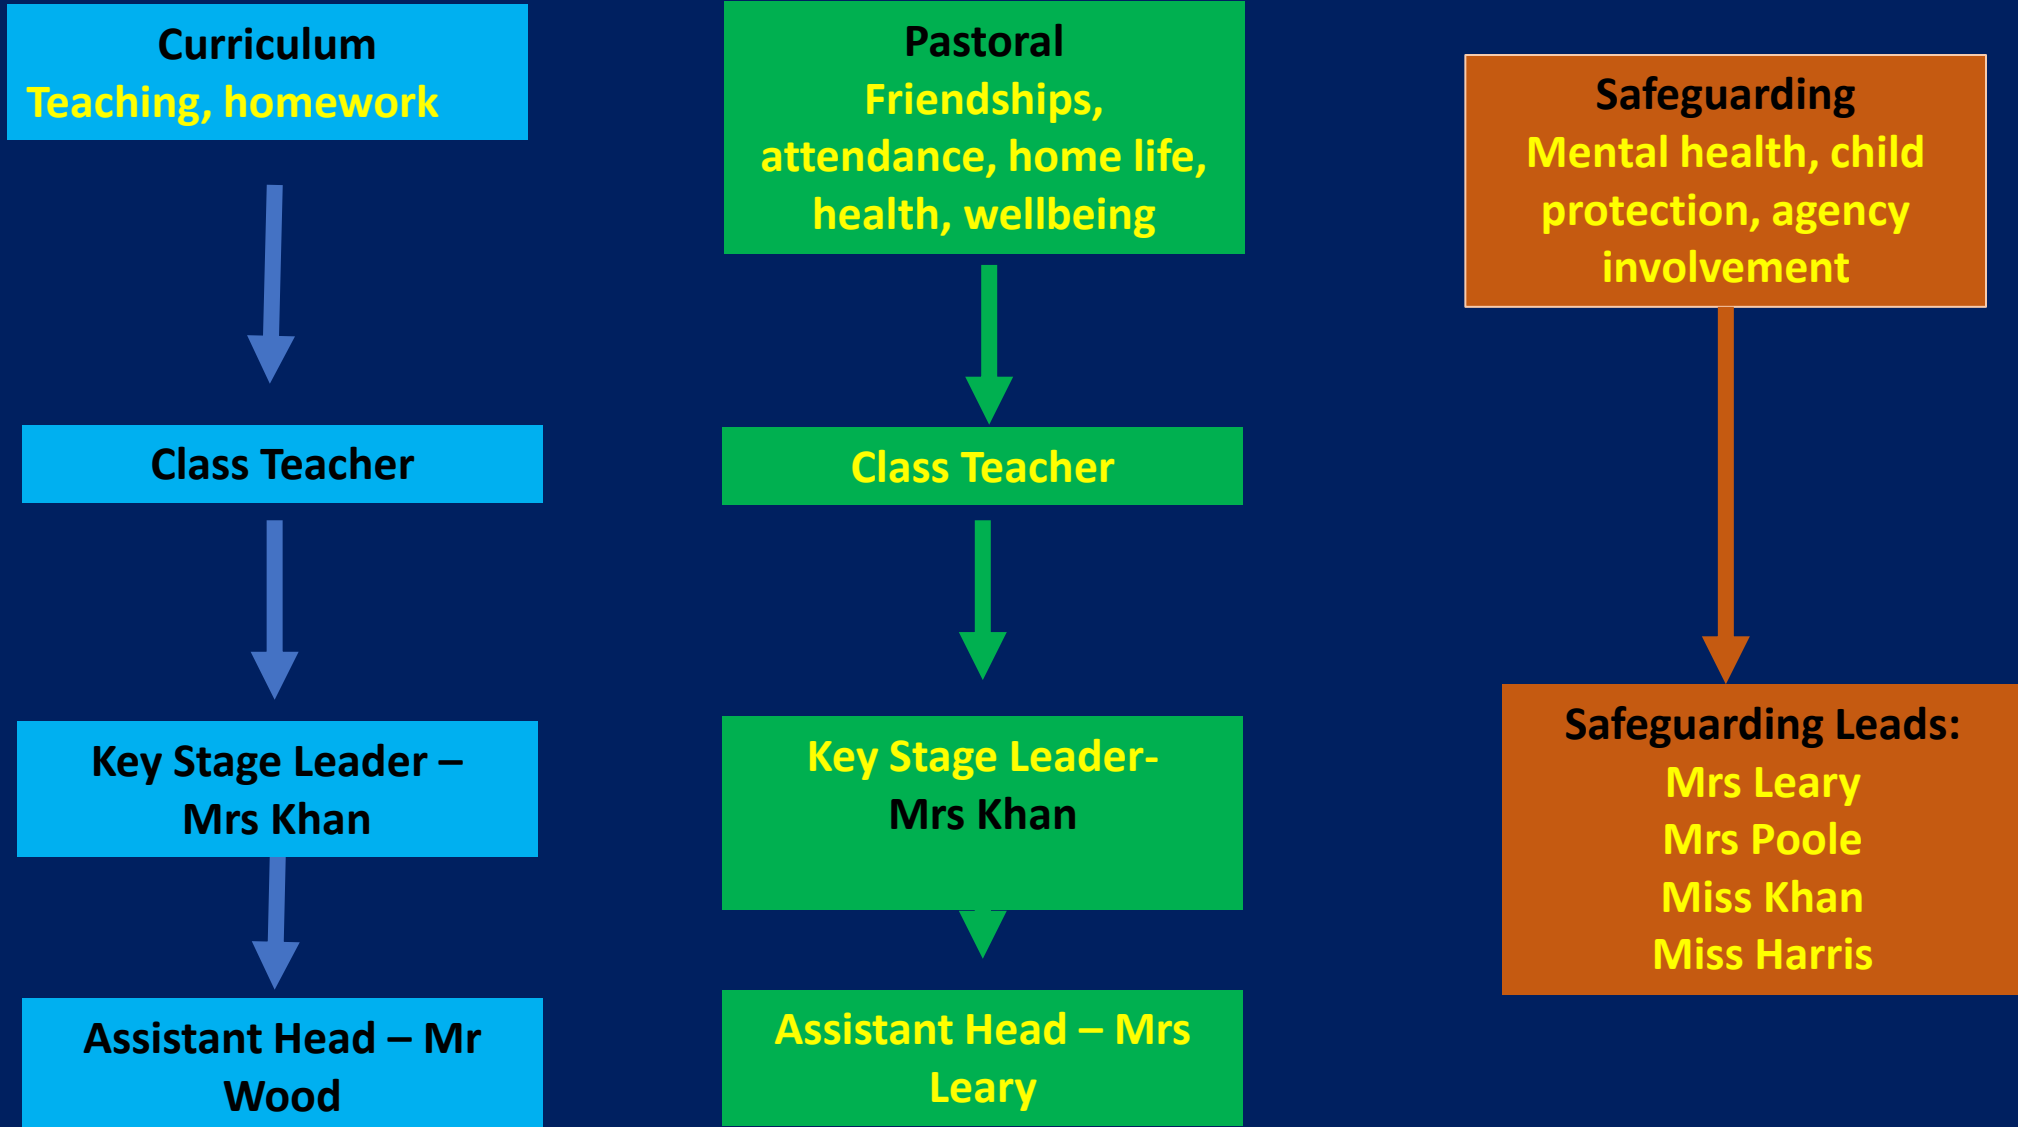 Curriculum
Teaching, homework
Class Teacher
Key Stage Leader –
Mrs Khan
Assistant Head – Mr
Wood
Pastoral
Friendships,
attendance, home life,
health, wellbeing
Class Teacher
Key Stage Leader-
Mrs Khan
Assistant Head – Mrs
Leary
Safeguarding
Mental health, child
protection, agency
involvement
Safeguarding Leads:
Mrs Leary
Mrs Poole
Miss Khan
Miss Harris